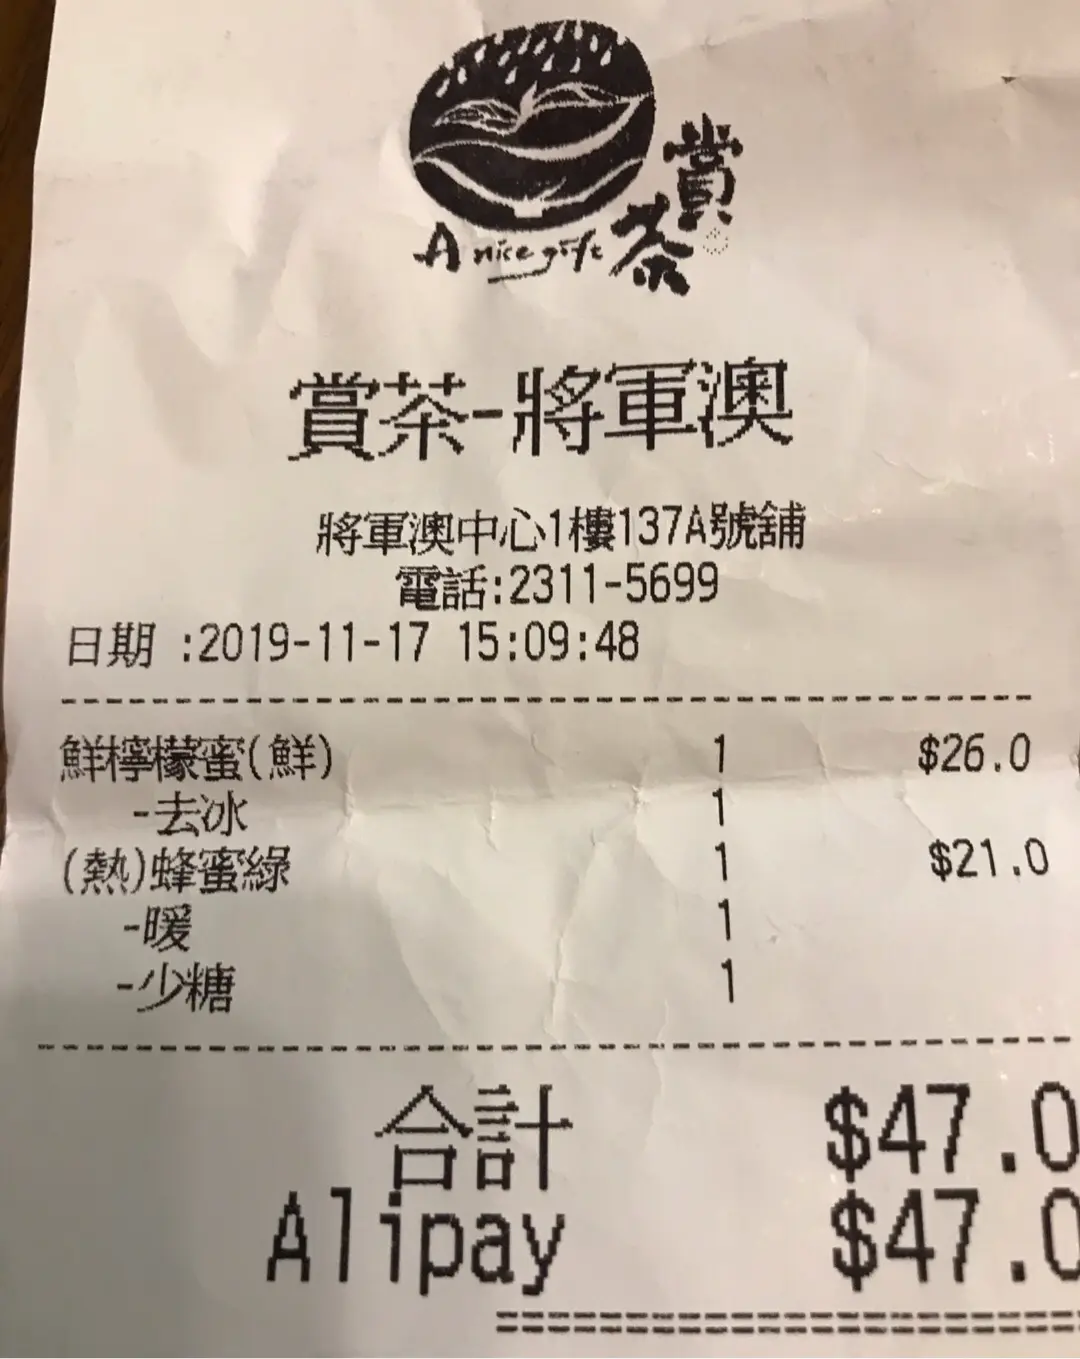 賞茶
A nice gift
賞茶-將軍澳
將軍澳中心1樓137A號舖
電話:2311-5699
日期 :2019-11-17 15:09:48
鮮檸檬蜜(鮮) 1 $26.0
-去冰 1
(熱)蜂蜜綠 1 $21.0
-暖 1
-少糖 1
合計 $47.0
Alipay $47.0